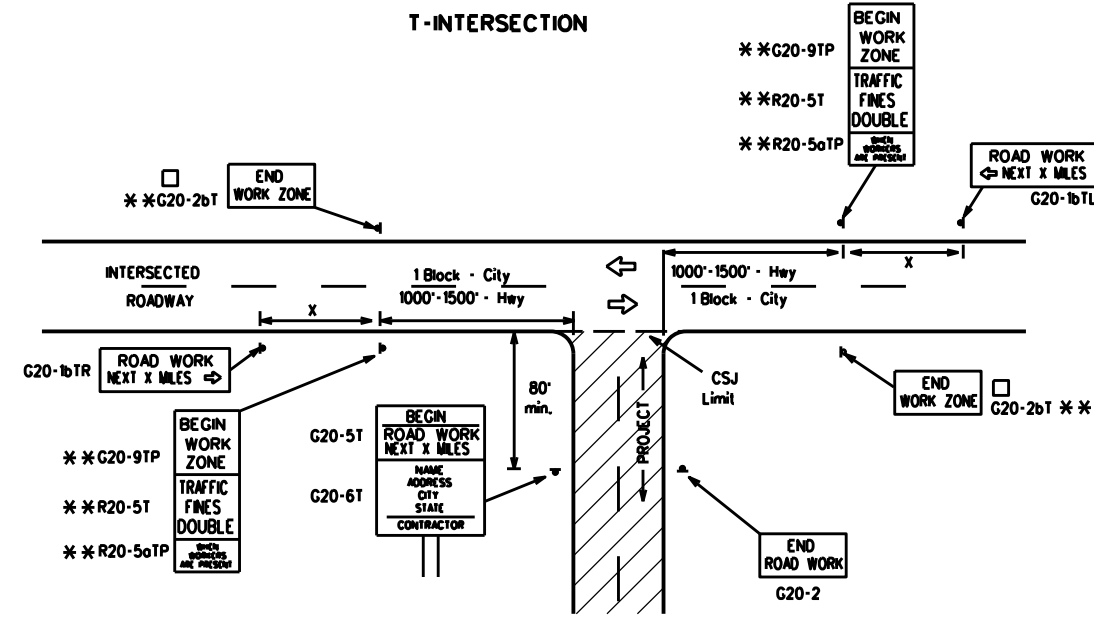 T-INTERSECTION
BEGIN
WORK
ZONE
* *G20-9TP
TRAFFIC
FINES
DOUBLE
* *R20-5T
WHEN
WORKERS
ARE PRESENT
* *R20-5aTP
ROAD WORK
⇦ NEXT X MILES
G20-1bTL
END
WORK ZONE
□
* *G20-2bT
INTERSECTED
ROADWAY
1 Block - City
1000'-1500' - Hwy
1000'-1500' - Hwy
1 Block - City
X
X
G20-1bTR
ROAD WORK
NEXT X MILES ⇨
80'
min.
PROJECT
CSJ
Limit
END
WORK ZONE
□
G20-2bT * *
BEGIN
WORK
ZONE
* *G20-9TP
TRAFFIC
FINES
DOUBLE
* *R20-5T
WHEN
WORKERS
ARE PRESENT
* *R20-5aTP
G20-5T
BEGIN
ROAD WORK
NEXT X MILES
G20-6T
NAME
ADDRESS
CITY
STATE
CONTRACTOR
END
ROAD WORK
G20-2